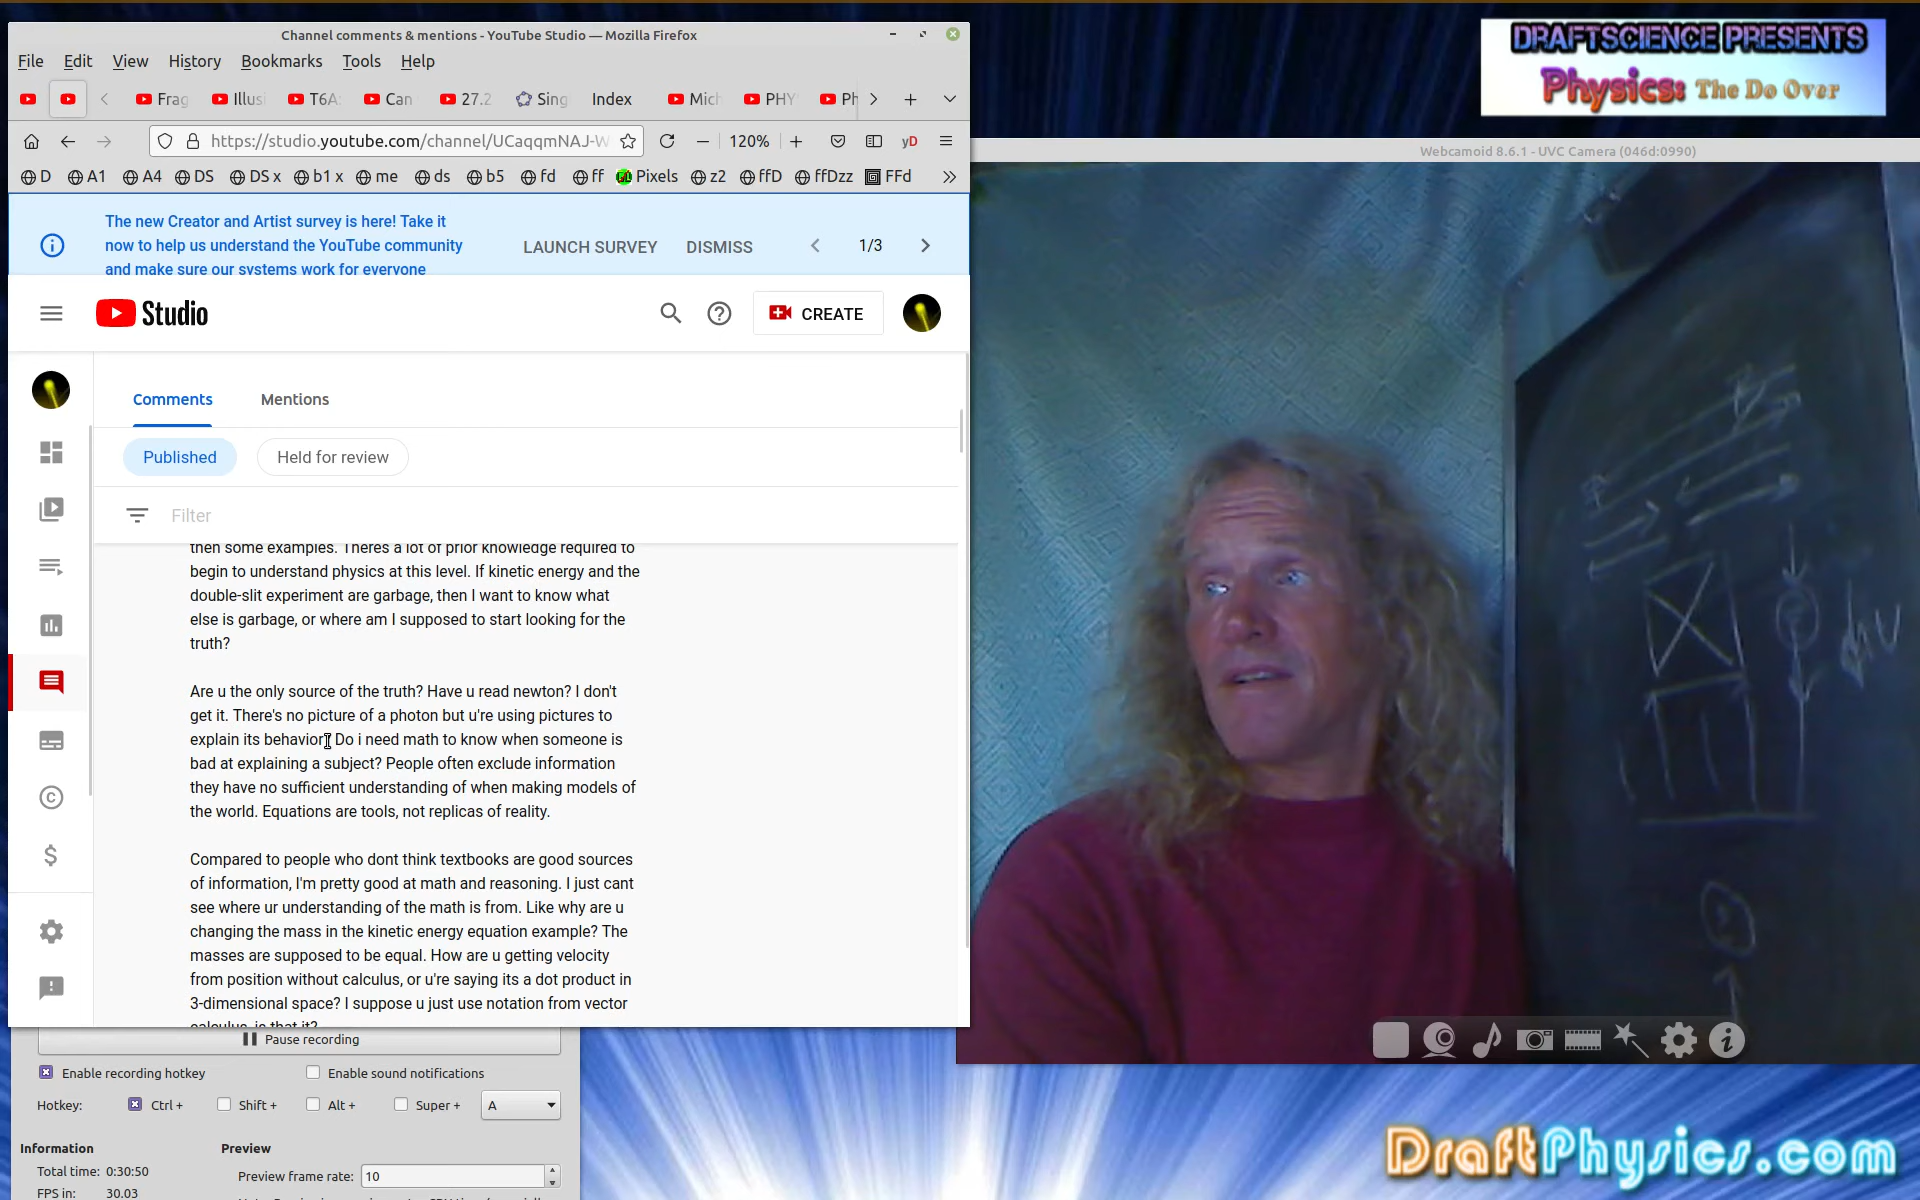 Channel comments & mentions - YouTube Studio — Mozilla Firefox
File Edit View History Bookmarks Tools Help
Frag Illus T6A: Can 27.2 Sing Index Mich PHY Ph
https://studio.youtube.com/channel/UCaqqmNAJ-W 120% yD
D A1 A4 DS DS x b1 x me ds b5 fd ff Pixels z2 ffD ffDzz FFd
The new Creator and Artist survey is here! Take it
now to help us understand the YouTube community
and make sure our systems work for everyone
LAUNCH SURVEY DISMISS 1/3
Studio CREATE
Comments Mentions
Published Held for review
Filter
then some examples. Theres a lot of prior knowledge required to
begin to understand physics at this level. If kinetic energy and the
double-slit experiment are garbage, then I want to know what
else is garbage, or where am I supposed to start looking for the
truth?
Are u the only source of the truth? Have u read newton? I don't
get it. There's no picture of a photon but u're using pictures to
explain its behavior? Do i need math to know when someone is
bad at explaining a subject? People often exclude information
they have no sufficient understanding of when making models of
the world. Equations are tools, not replicas of reality.
Compared to people who dont think textbooks are good sources
of information, I'm pretty good at math and reasoning. I just cant
see where ur understanding of the math is from. Like why are u
changing the mass in the kinetic energy equation example? The
masses are supposed to be equal. How are u getting velocity
from position without calculus, or u're saying its a dot product in
3-dimensional space? I suppose u just use notation from vector
calculus, is that it?
Pause recording
Enable recording hotkey Enable sound notifications
Hotkey: Ctrl + Shift + Alt + Super + A
Information Preview
Total time: 0:30:50 Preview frame rate: 10
FPS in: 30.03
DRAFTSCIENCE PRESENTS
Physics: The Do Over
Webcamoid 8.6.1 - UVC Camera (046d:0990)
DraftPhysics.com